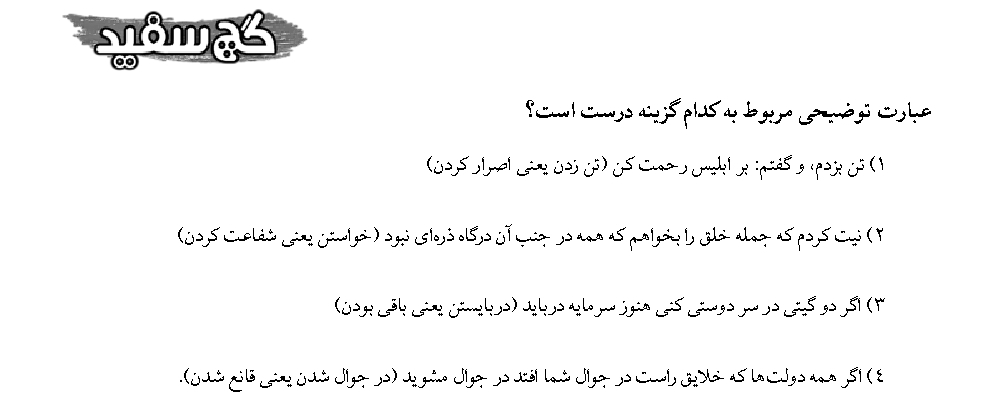 گچ سفید
عبارت توضیحی مربوط به کدام گزینه درست است؟
۱) تن بزدم، و گفتم: بر ابلیس رحمت کن (تن زدن یعنی اصرار کردن)
۲) نیت کردم که جمله خلق را بخواهم که همه در جنب آن درگاه ذره‌ای نبود (خواستن یعنی شفاعت کردن)
۳) اگر دو گیتی در سر دوستی کنی هنوز سرمایه درباید (دربایستن یعنی باقی بودن)
۴) اگر همه دولت‌ها که خلایق راست در جوال شما افتد در جوال مشوید (در جوال شدن یعنی قانع شدن).